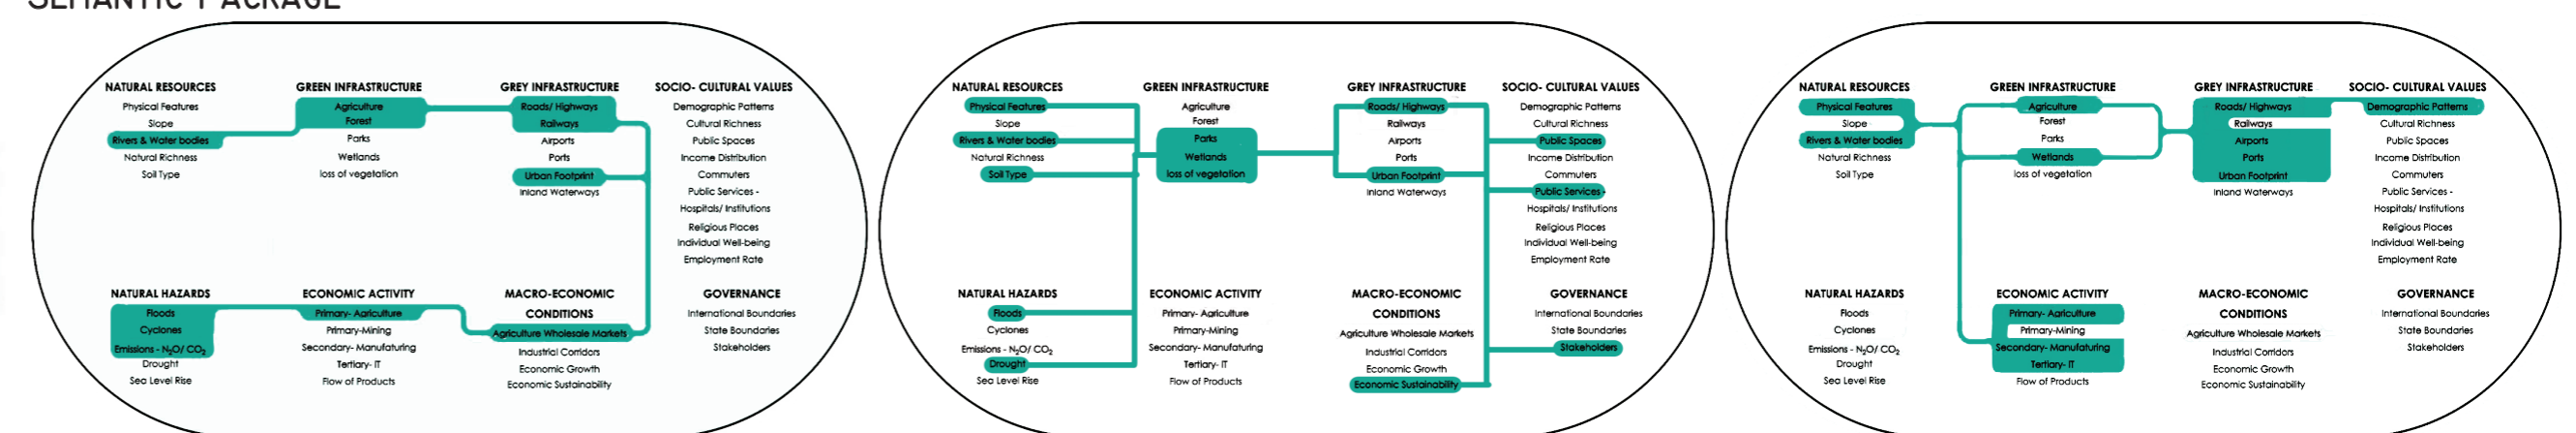 SEMANTIC PACKAGE
NATURAL RESOURCES
Physical Features
Slope
Rivers & Water bodies
Natural Richness
Soil Type
GREEN INFRASTRUCTURE
Agriculture
Forest
Parks
Wetlands
loss of vegetation
GREY INFRASTRUCTURE
Roads/ Highways
Railways
Airports
Ports
Urban Footprint
Inland Waterways
SOCIO- CULTURAL VALUES
Demographic Patterns
Cultural Richness
Public Spaces
Income Distribution
Commuters
Public Services -
Hospitals/ Institutions
Religious Places
Individual Well-being
Employment Rate
NATURAL HAZARDS
Floods
Cyclones
Emissions - N₂O/ CO₂
Drought
Sea Level Rise
ECONOMIC ACTIVITY
Primary- Agriculture
Primary-Mining
Secondary- Manufaturing
Tertiary- IT
Flow of Products
MACRO-ECONOMIC
CONDITIONS
Agriculture Wholesale Markets
Industrial Corridors
Economic Growth
Economic Sustainability
GOVERNANCE
International Boundaries
State Boundaries
Stakeholders
NATURAL RESOURCES
Physical Features
Slope
Rivers & Water bodies
Natural Richness
Soil Type
GREEN INFRASTRUCTURE
Agriculture
Forest
Parks
Wetlands
loss of vegetation
GREY INFRASTRUCTURE
Roads/ Highways
Railways
Airports
Ports
Urban Footprint
Inland Waterways
SOCIO- CULTURAL VALUES
Demographic Patterns
Cultural Richness
Public Spaces
Income Distribution
Commuters
Public Services -
Hospitals/ Institutions
Religious Places
Individual Well-being
Employment Rate
NATURAL HAZARDS
Floods
Cyclones
Emissions - N₂O/ CO₂
Drought
Sea Level Rise
ECONOMIC ACTIVITY
Primary- Agriculture
Primary-Mining
Secondary- Manufaturing
Tertiary- IT
Flow of Products
MACRO-ECONOMIC
CONDITIONS
Agriculture Wholesale Markets
Industrial Corridors
Economic Growth
Economic Sustainability
GOVERNANCE
International Boundaries
State Boundaries
Stakeholders
NATURAL RESOURCES
Physical Features
Slope
Rivers & Water bodies
Natural Richness
Soil Type
GREEN INFRASTRUCTURE
Agriculture
Forest
Parks
Wetlands
loss of vegetation
GREY INFRASTRUCTURE
Roads/ Highways
Railways
Airports
Ports
Urban Footprint
Inland Waterways
SOCIO- CULTURAL VALUES
Demographic Patterns
Cultural Richness
Public Spaces
Income Distribution
Commuters
Public Services -
Hospitals/ Institutions
Religious Places
Individual Well-being
Employment Rate
NATURAL HAZARDS
Floods
Cyclones
Emissions - N₂O/ CO₂
Drought
Sea Level Rise
ECONOMIC ACTIVITY
Primary- Agriculture
Primary-Mining
Secondary- Manufaturing
Tertiary- IT
Flow of Products
MACRO-ECONOMIC
CONDITIONS
Agriculture Wholesale Markets
Industrial Corridors
Economic Growth
Economic Sustainability
GOVERNANCE
International Boundaries
State Boundaries
Stakeholders